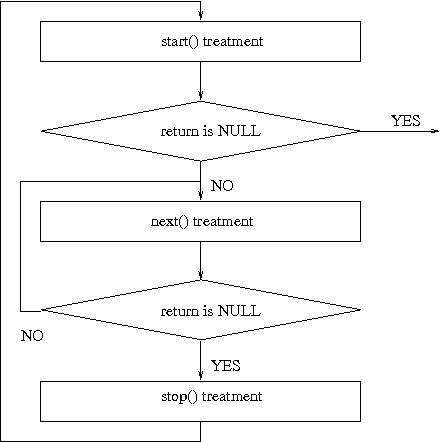 start() treatment
return is NULL
YES
NO
next() treatment
return is NULL
NO
YES
stop() treatment